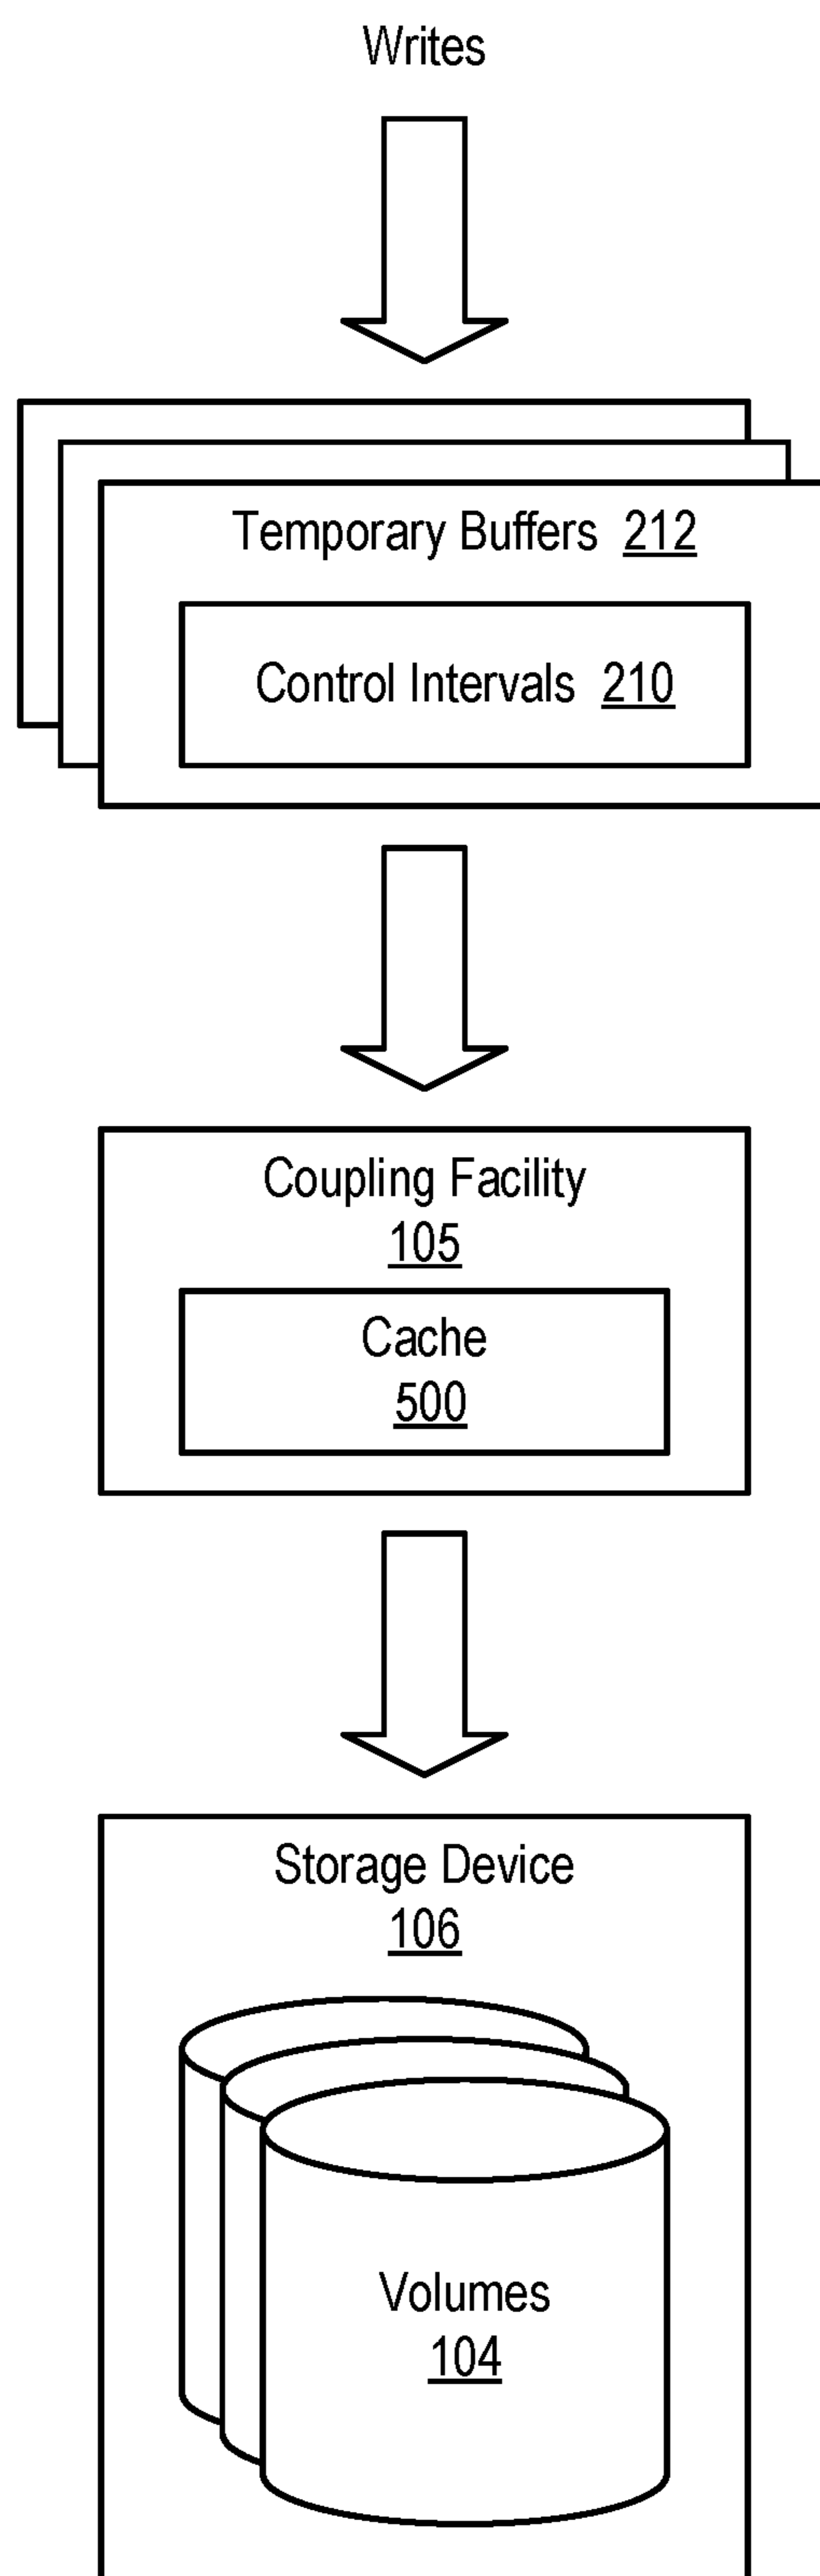 Writes
Temporary Buffers 212
Control Intervals 210
Coupling Facility
105
Cache
500
Storage Device
106
Volumes
104